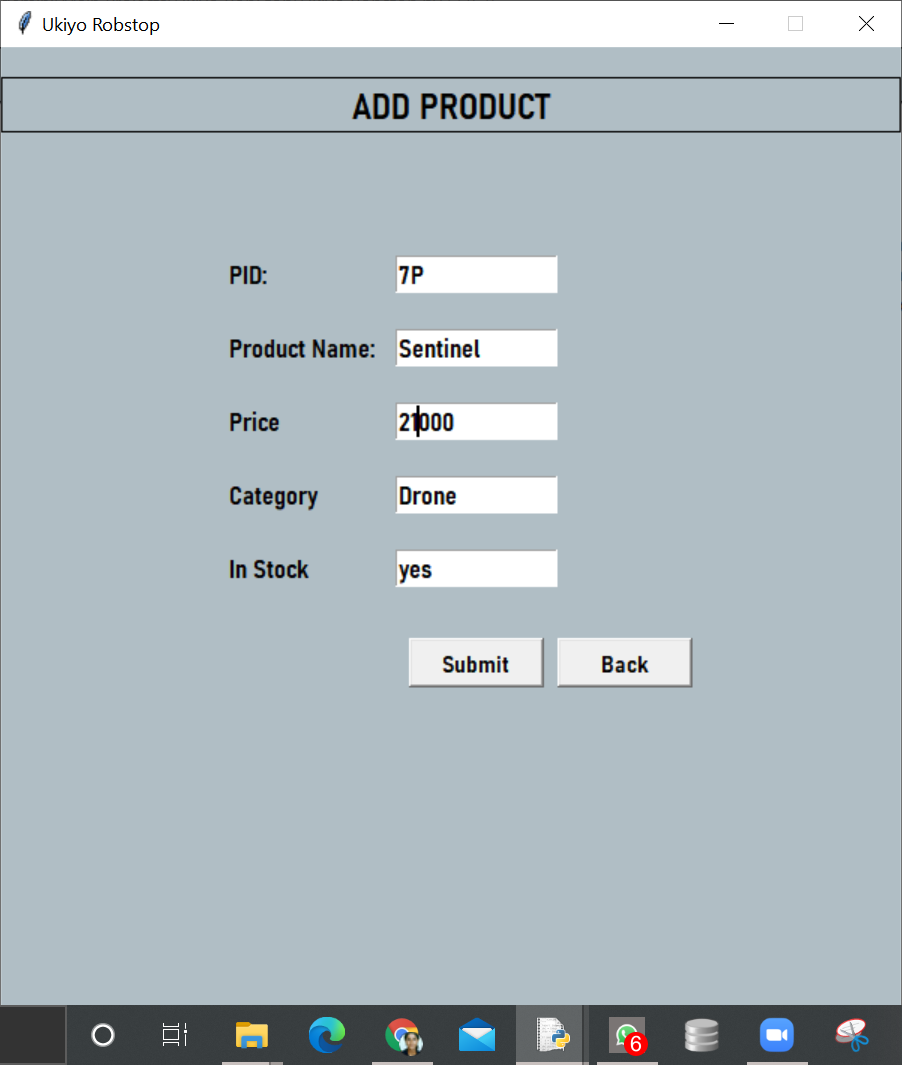 Ukiyo Robstop
ADD PRODUCT
PID: 7P
Product Name: Sentinel
Price 21000
Category Drone
In Stock yes
Submit Back
6